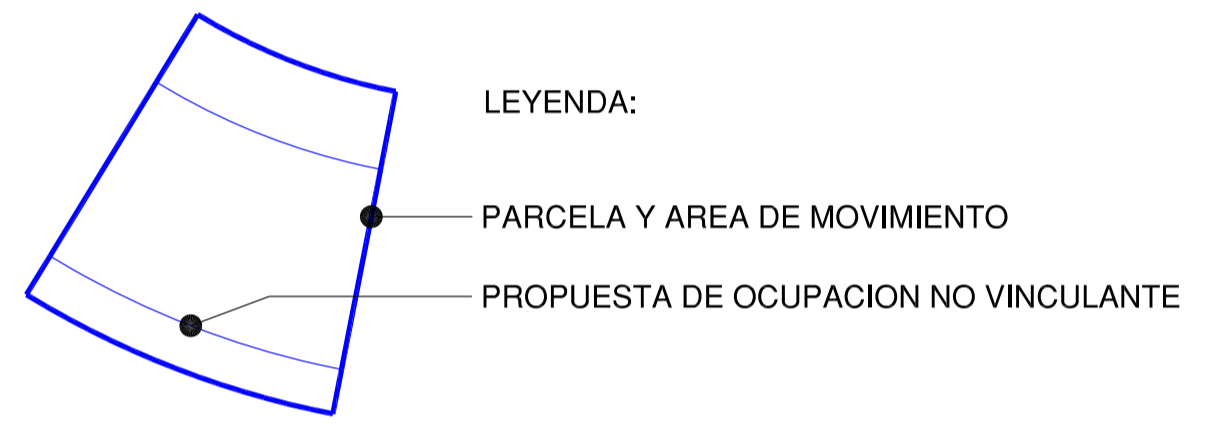 LEYENDA:
PARCELA Y AREA DE MOVIMIENTO
PROPUESTA DE OCUPACION NO VINCULANTE